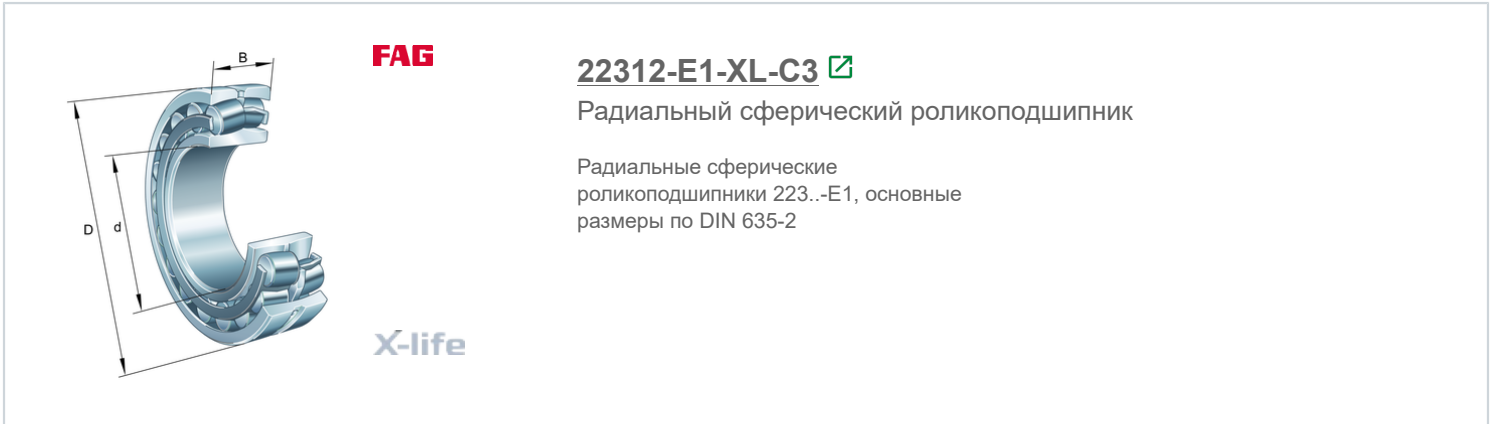 B
D
d
FAG
X-life
22312-E1-XL-C3
Радиальный сферический роликоподшипник
Радиальные сферические
роликоподшипники 223..-E1, основные
размеры по DIN 635-2